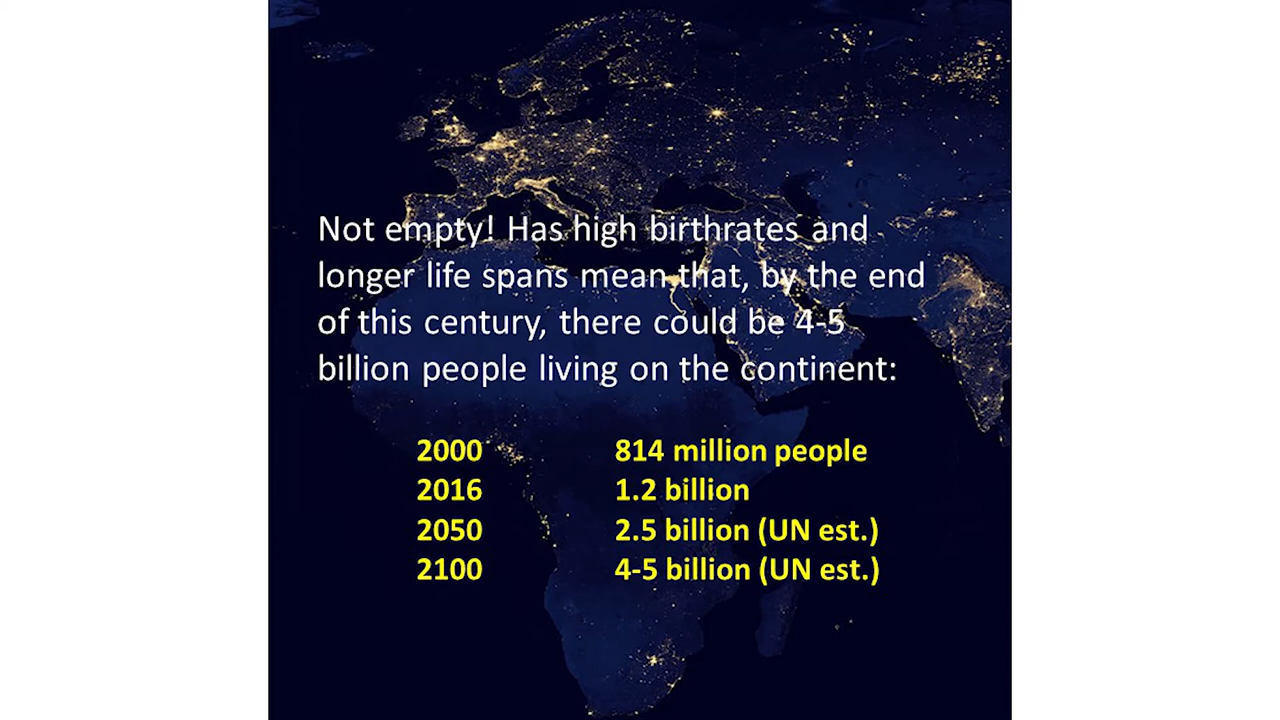 Not empty! Has high birthrates and
longer life spans mean that, by the end
of this century, there could be 4-5
billion people living on the continent:
2000 814 million people
2016 1.2 billion
2050 2.5 billion (UN est.)
2100 4-5 billion (UN est.)